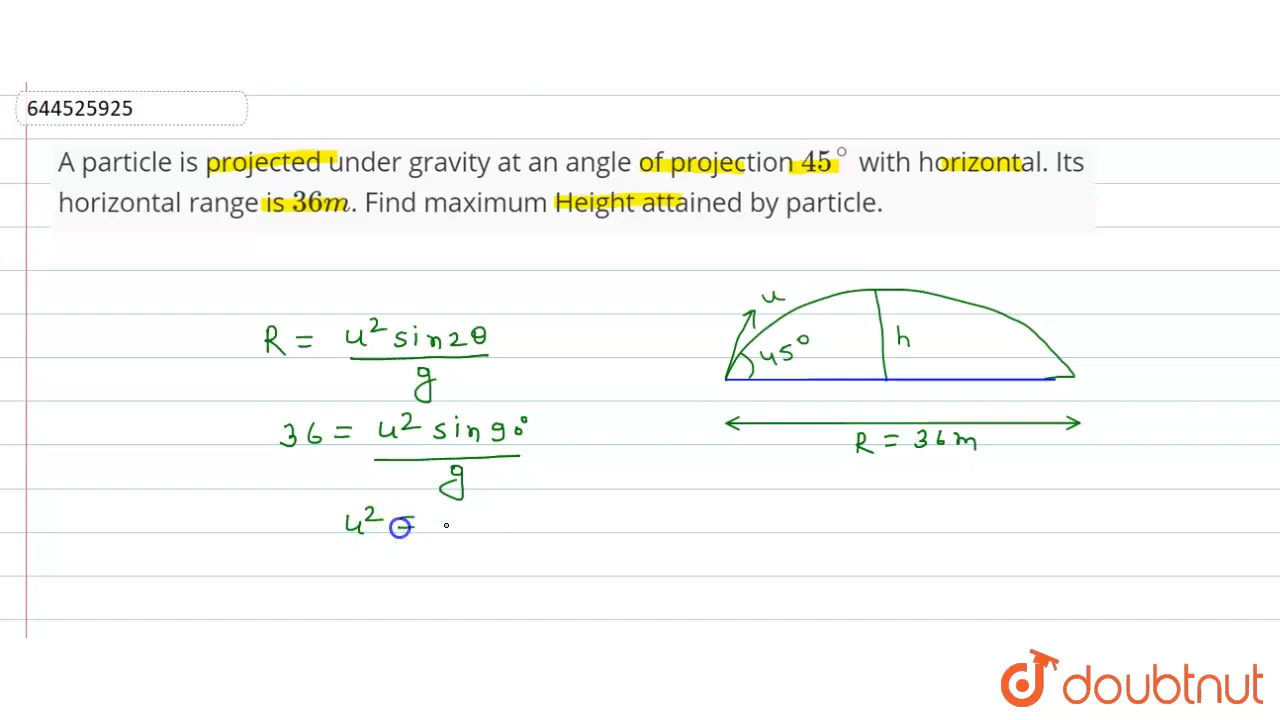 644525925
A particle is projected under gravity at an angle of projection 45° with horizontal. Its
horizontal range is 36m. Find maximum Height attained by particle.
R = u² sin2θ / g
36 = u² sin90° / g
u² =
u
45°
h
R = 36m
doubtnut